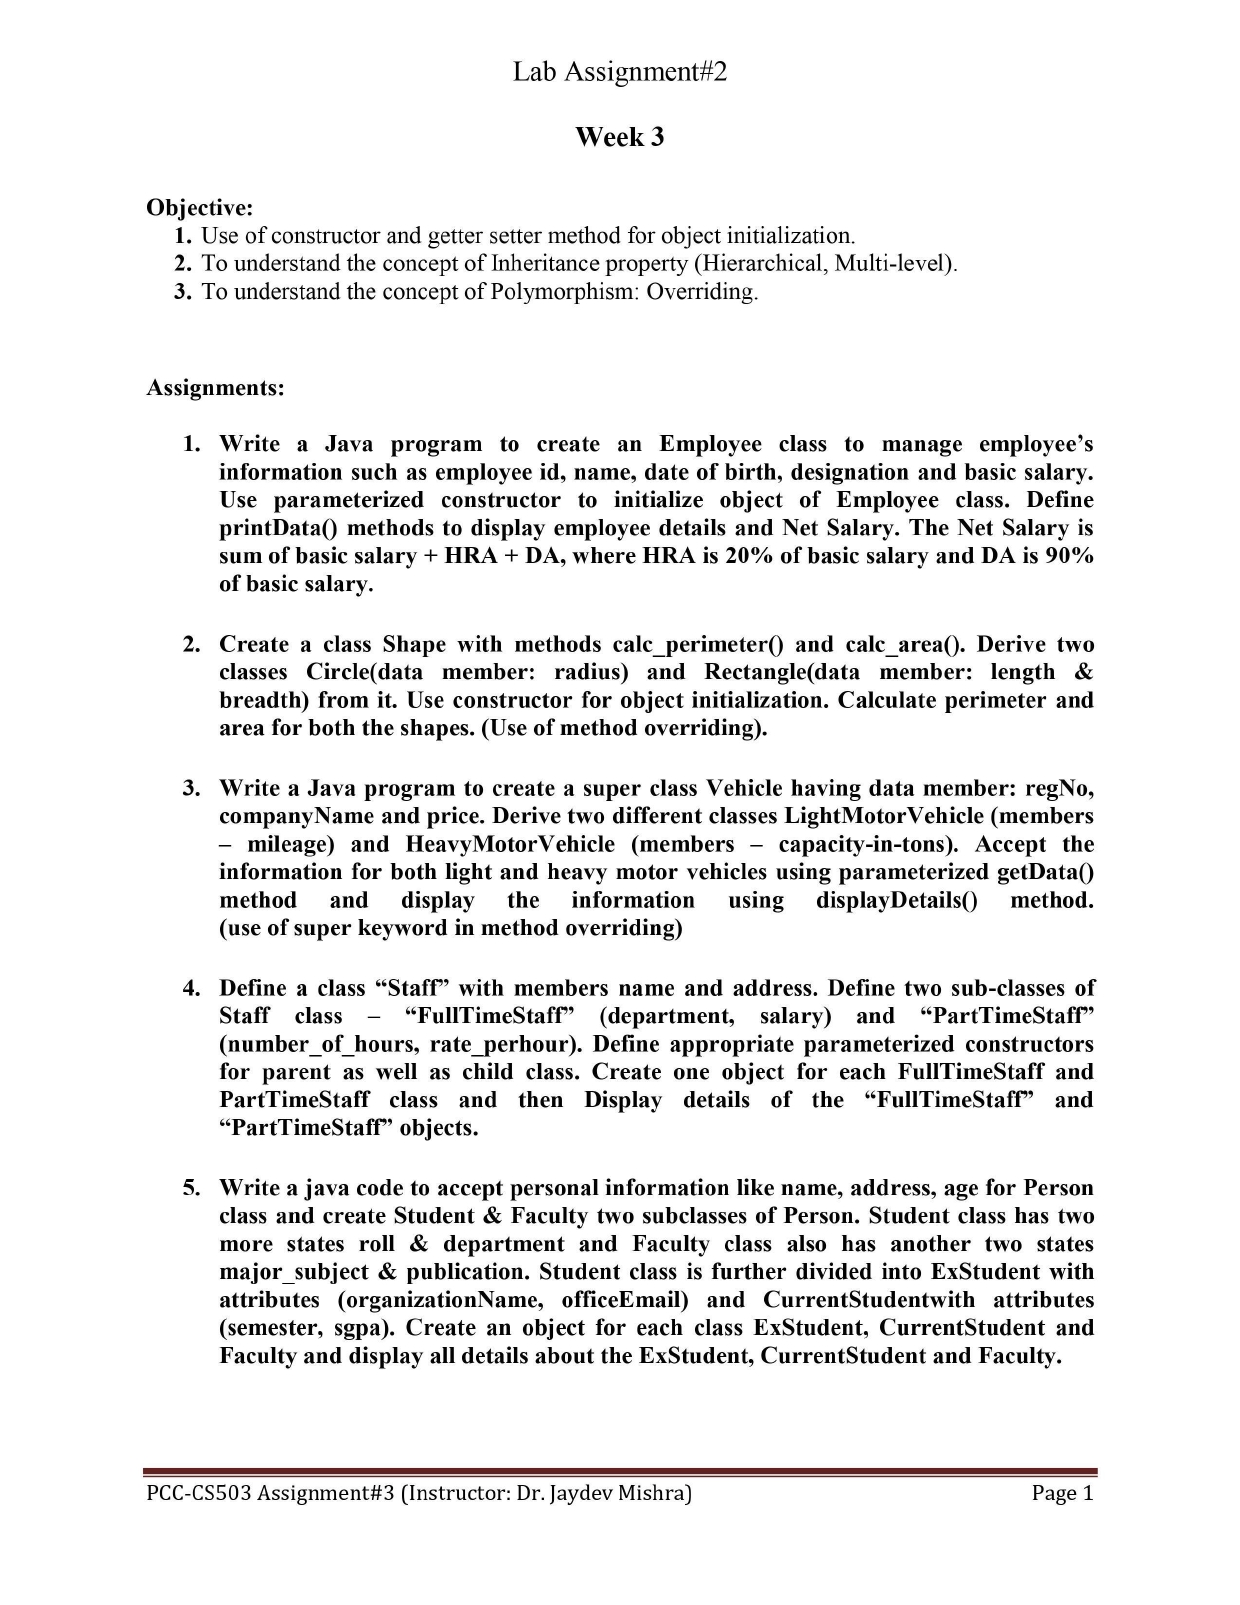 Lab Assignment#2
Week 3
Objective:
1. Use of constructor and getter setter method for object initialization.
2. To understand the concept of Inheritance property (Hierarchical, Multi-level).
3. To understand the concept of Polymorphism: Overriding.
Assignments:
1. Write a Java program to create an Employee class to manage employee’s
information such as employee id, name, date of birth, designation and basic salary.
Use parameterized constructor to initialize object of Employee class. Define
printData() methods to display employee details and Net Salary. The Net Salary is
sum of basic salary + HRA + DA, where HRA is 20% of basic salary and DA is 90%
of basic salary.
2. Create a class Shape with methods calc_perimeter() and calc_area(). Derive two
classes Circle(data member: radius) and Rectangle(data member: length &
breadth) from it. Use constructor for object initialization. Calculate perimeter and
area for both the shapes. (Use of method overriding).
3. Write a Java program to create a super class Vehicle having data member: regNo,
companyName and price. Derive two different classes LightMotorVehicle (members
– mileage) and HeavyMotorVehicle (members – capacity-in-tons). Accept the
information for both light and heavy motor vehicles using parameterized getData()
method and display the information using displayDetails() method.
(use of super keyword in method overriding)
4. Define a class “Staff” with members name and address. Define two sub-classes of
Staff class – “FullTimeStaff” (department, salary) and “PartTimeStaff”
(number_of_hours, rate_perhour). Define appropriate parameterized constructors
for parent as well as child class. Create one object for each FullTimeStaff and
PartTimeStaff class and then Display details of the “FullTimeStaff” and
“PartTimeStaff” objects.
5. Write a java code to accept personal information like name, address, age for Person
class and create Student & Faculty two subclasses of Person. Student class has two
more states roll & department and Faculty class also has another two states
major_subject & publication. Student class is further divided into ExStudent with
attributes (organizationName, officeEmail) and CurrentStudentwith attributes
(semester, sgpa). Create an object for each class ExStudent, CurrentStudent and
Faculty and display all details about the ExStudent, CurrentStudent and Faculty.
PCC-CS503 Assignment#3 (Instructor: Dr. Jaydev Mishra) Page 1